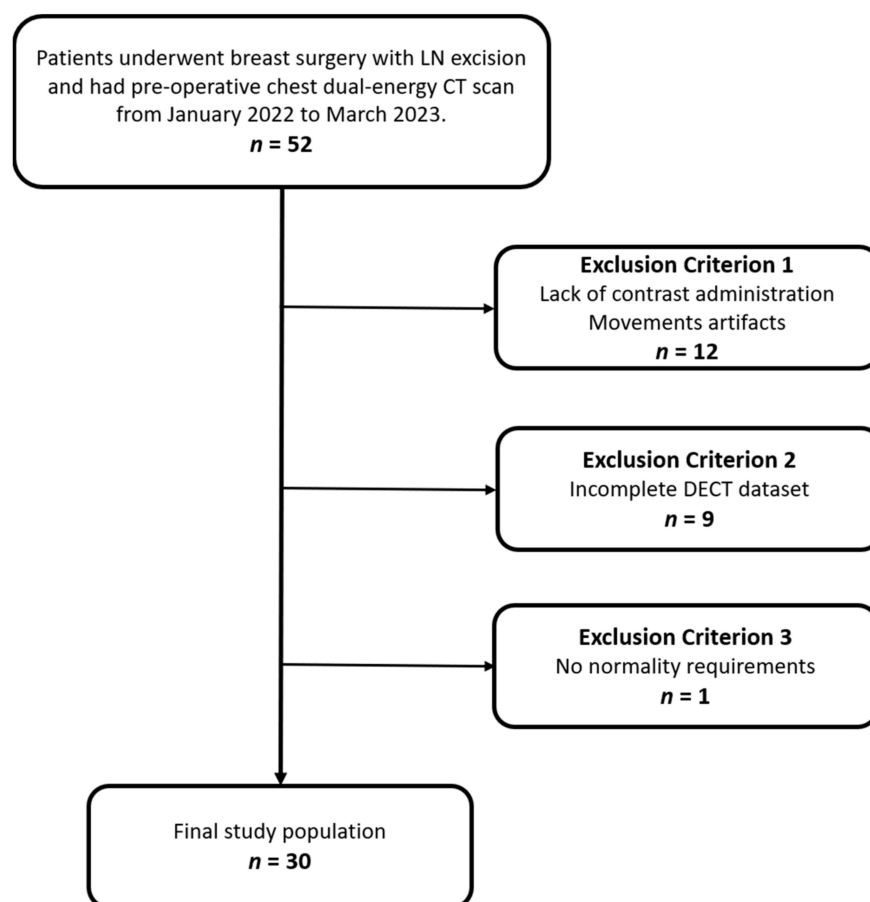 Patients underwent breast surgery with LN excision
and had pre-operative chest dual-energy CT scan
from January 2022 to March 2023.
n = 52
Exclusion Criterion 1
Lack of contrast administration
Movements artifacts
n = 12
Exclusion Criterion 2
Incomplete DECT dataset
n = 9
Exclusion Criterion 3
No normality requirements
n = 1
Final study population
n = 30